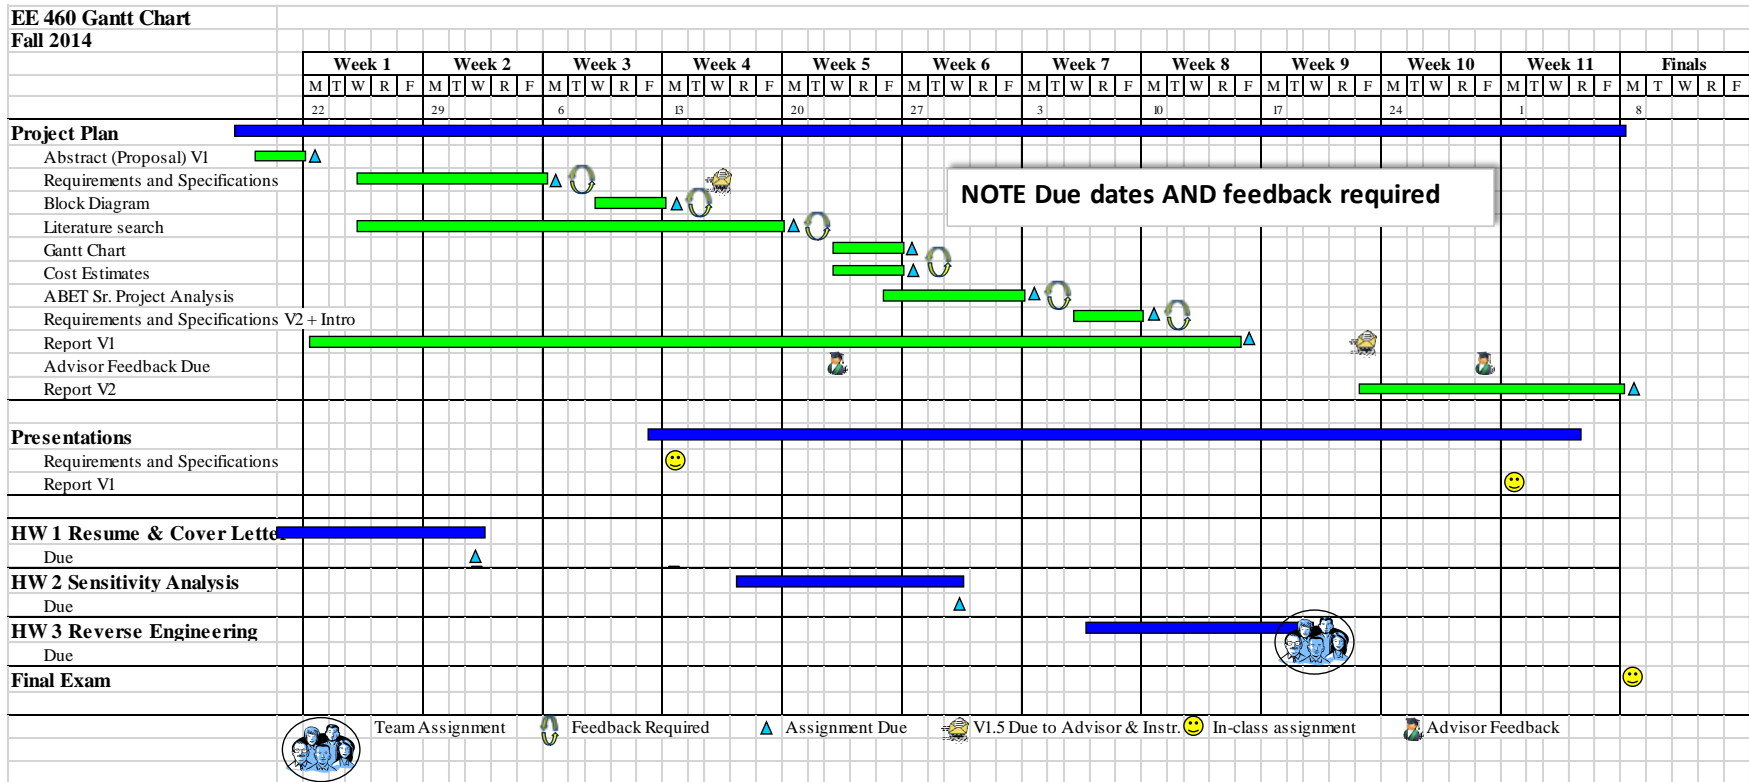 EE 460 Gantt Chart
Fall 2014
Week 1 Week 2 Week 3 Week 4 Week 5 Week 6 Week 7 Week 8 Week 9 Week 10 Week 11 Finals
M T W R F M T W R F M T W R F M T W R F M T W R F M T W R F M T W R F M T W R F M T W R F M T W R F M T W R F M T W R F
22 29 6 13 20 27 3 10 17 24 1 8
Project Plan
Abstract (Proposal) V1
Requirements and Specifications
Block Diagram
NOTE Due dates AND feedback required
Literature search
Gantt Chart
Cost Estimates
ABET Sr. Project Analysis
Requirements and Specifications V2 + Intro
Report V1
Advisor Feedback Due
Report V2
Presentations
Requirements and Specifications
Report V1
HW 1 Resume & Cover Lette
Due
HW 2 Sensitivity Analysis
Due
HW 3 Reverse Engineering
Due
Final Exam
Team Assignment Feedback Required Assignment Due V1.5 Due to Advisor & Instr. In-class assignment Advisor Feedback